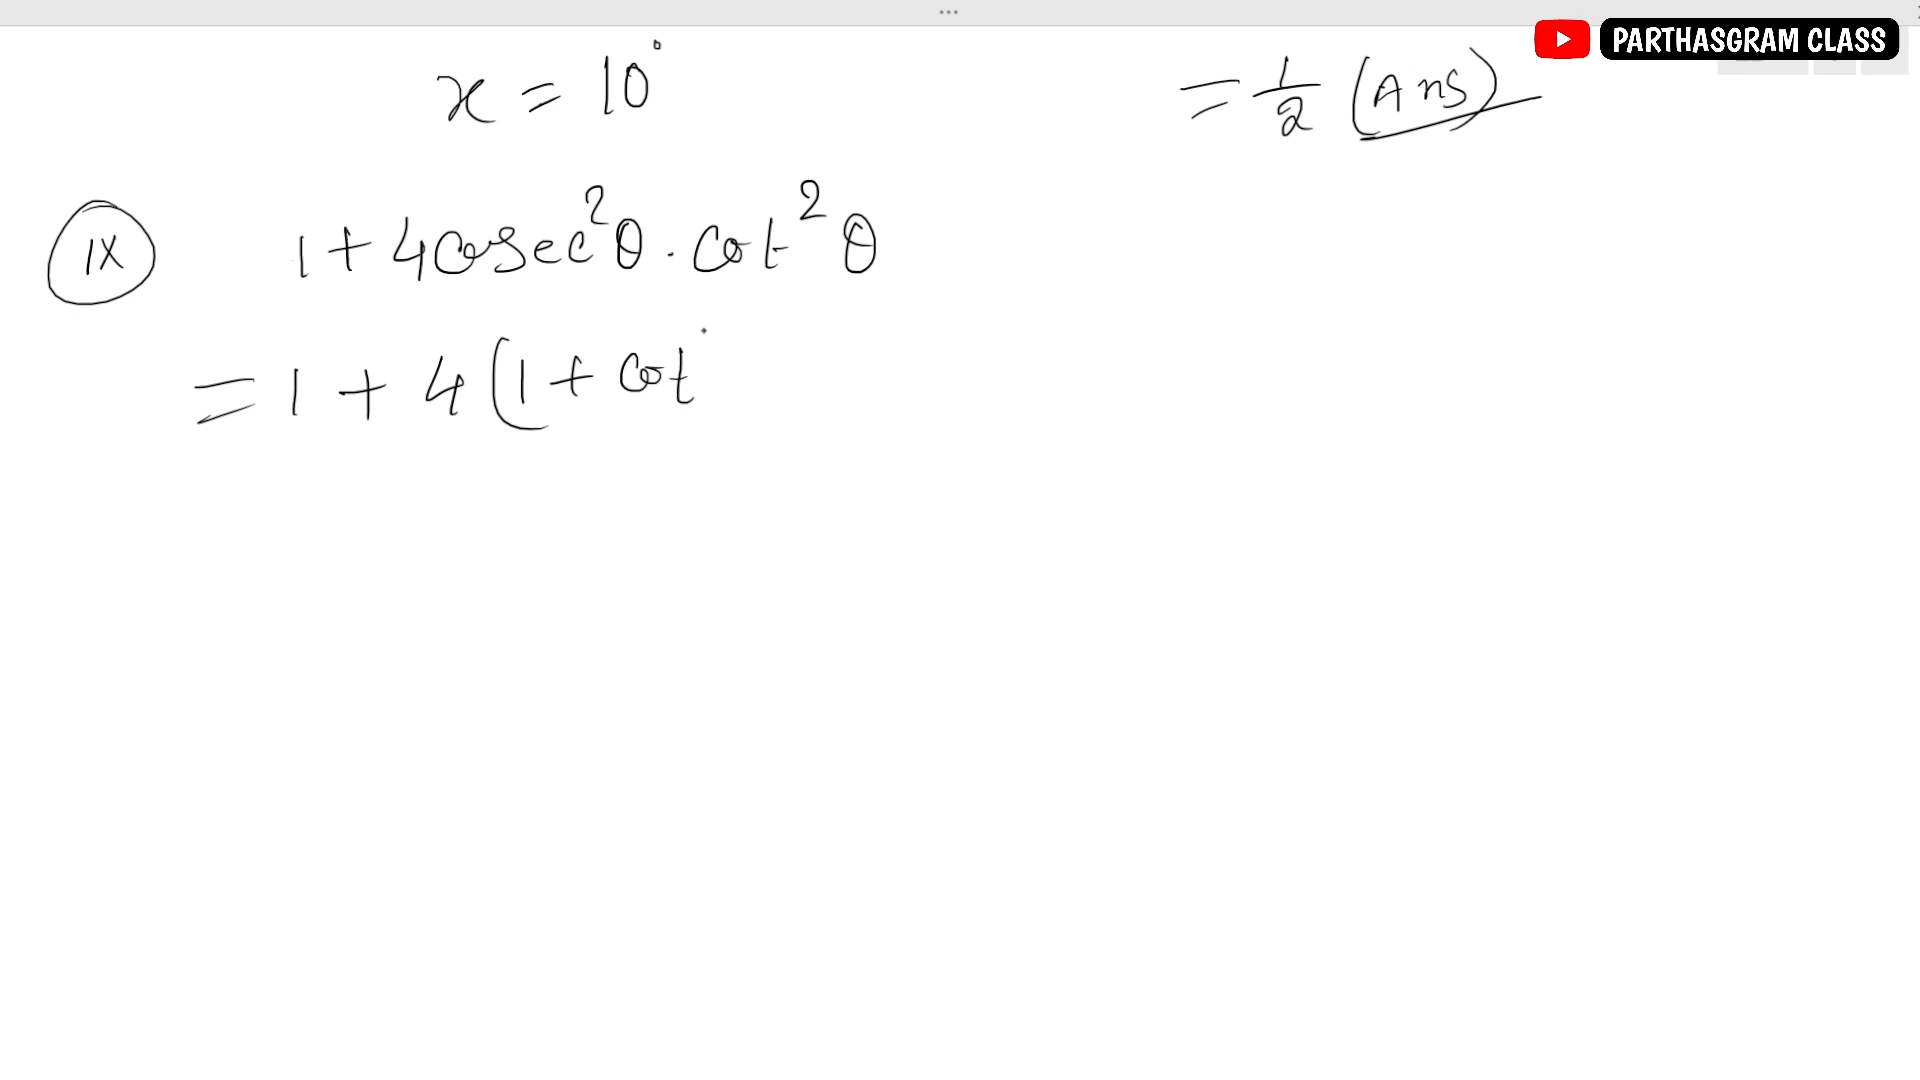 PARTHASGRAM CLASS
x = 10°
= 1/2 (Ans)
ix 1 + 4cosec²θ . cot²θ
= 1 + 4(1 + cot